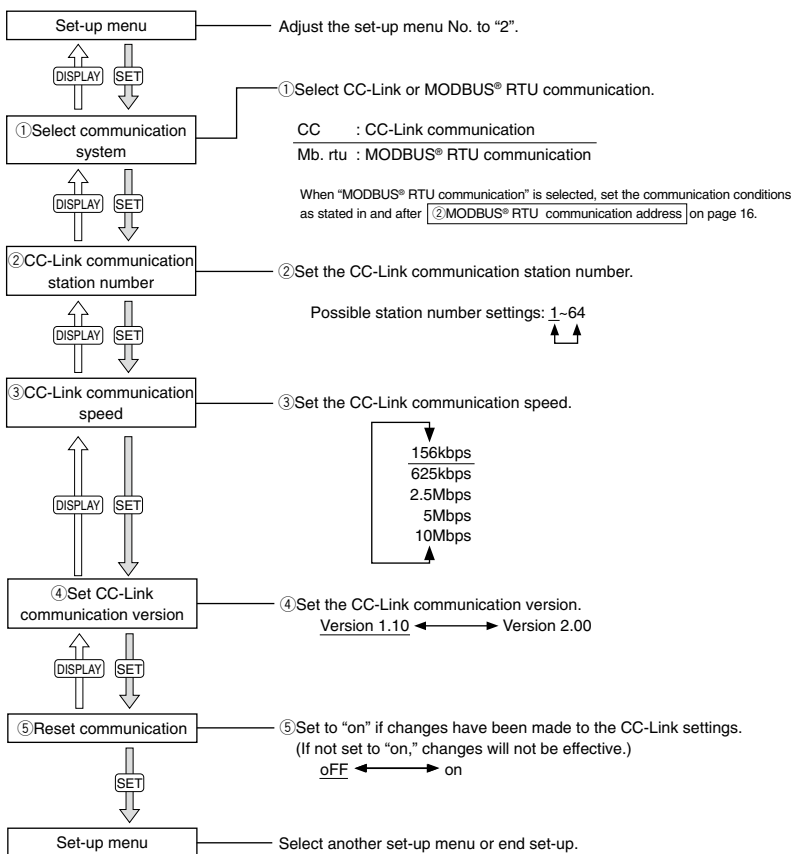 Set-up menu
Adjust the set-up menu No. to “2”.
DISPLAY SET
①Select communication
system
①Select CC-Link or MODBUS® RTU communication.
CC : CC-Link communication
Mb. rtu : MODBUS® RTU communication
When “MODBUS® RTU communication” is selected, set the communication conditions
as stated in and after ②MODBUS® RTU communication address on page 16.
DISPLAY SET
②CC-Link communication
station number
②Set the CC-Link communication station number.
Possible station number settings: 1~64
DISPLAY SET
③CC-Link communication
speed
③Set the CC-Link communication speed.
156kbps
625kbps
2.5Mbps
5Mbps
10Mbps
DISPLAY SET
④Set CC-Link
communication version
④Set the CC-Link communication version.
Version 1.10 Version 2.00
DISPLAY SET
⑤Reset communication
⑤Set to “on” if changes have been made to the CC-Link settings.
(If not set to “on,” changes will not be effective.)
oFF on
SET
Set-up menu
Select another set-up menu or end set-up.